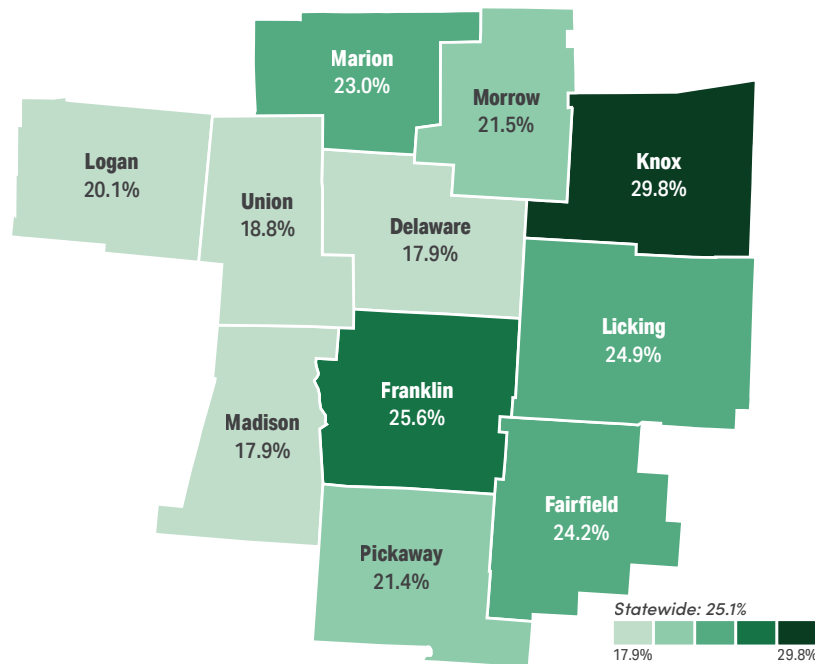 Marion
23.0%
Morrow
21.5%
Logan
20.1%
Knox
29.8%
Union
18.8%
Delaware
17.9%
Licking
24.9%
Franklin
25.6%
Madison
17.9%
Fairfield
24.2%
Pickaway
21.4%
Statewide: 25.1%
17.9%
29.8%